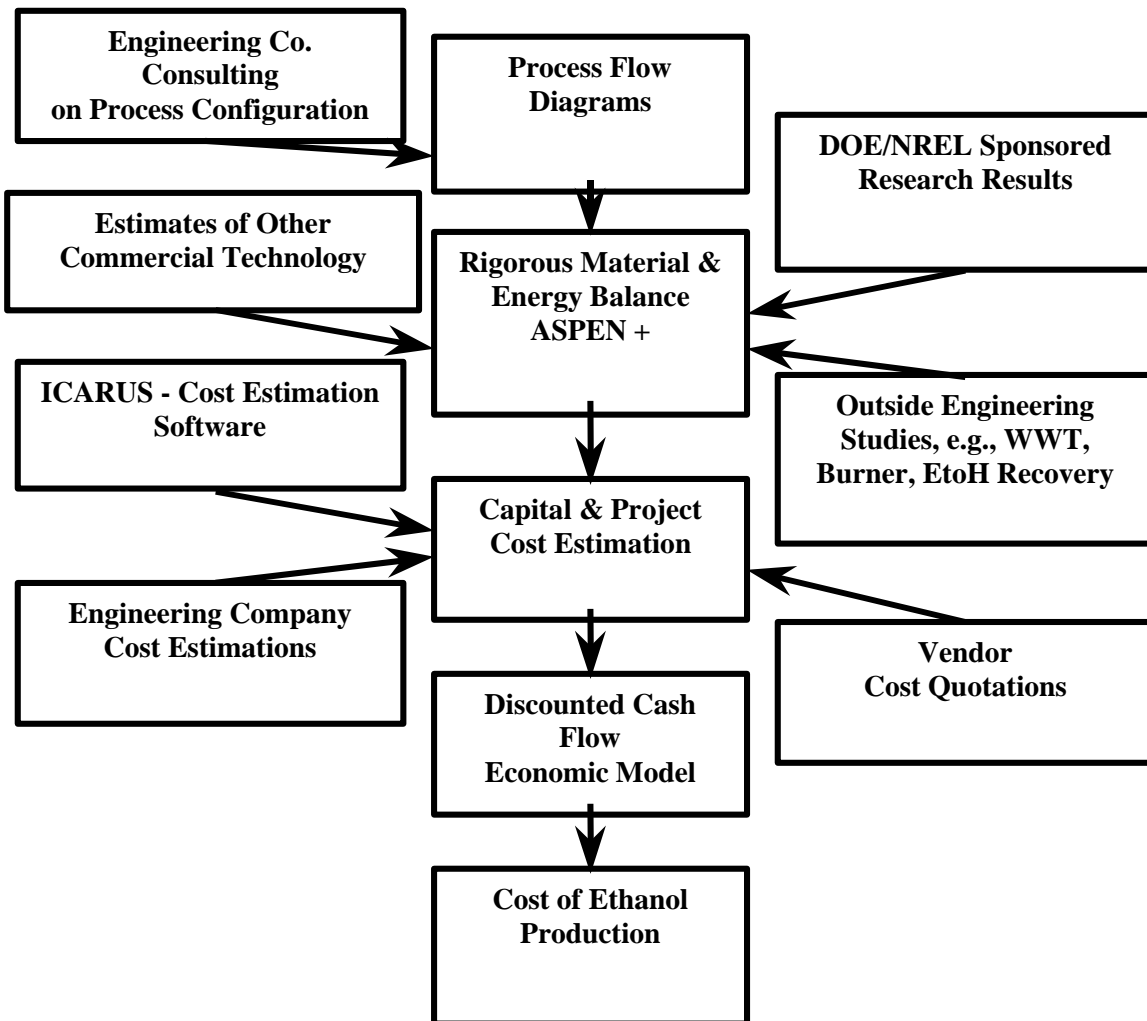 Engineering Co.
Consulting
on Process Configuration
Process Flow
Diagrams
DOE/NREL Sponsored
Research Results
Estimates of Other
Commercial Technology
Rigorous Material &
Energy Balance
ASPEN +
ICARUS - Cost Estimation
Software
Outside Engineering
Studies, e.g., WWT,
Burner, EtoH Recovery
Capital & Project
Cost Estimation
Engineering Company
Cost Estimations
Vendor
Cost Quotations
Discounted Cash
Flow
Economic Model
Cost of Ethanol
Production